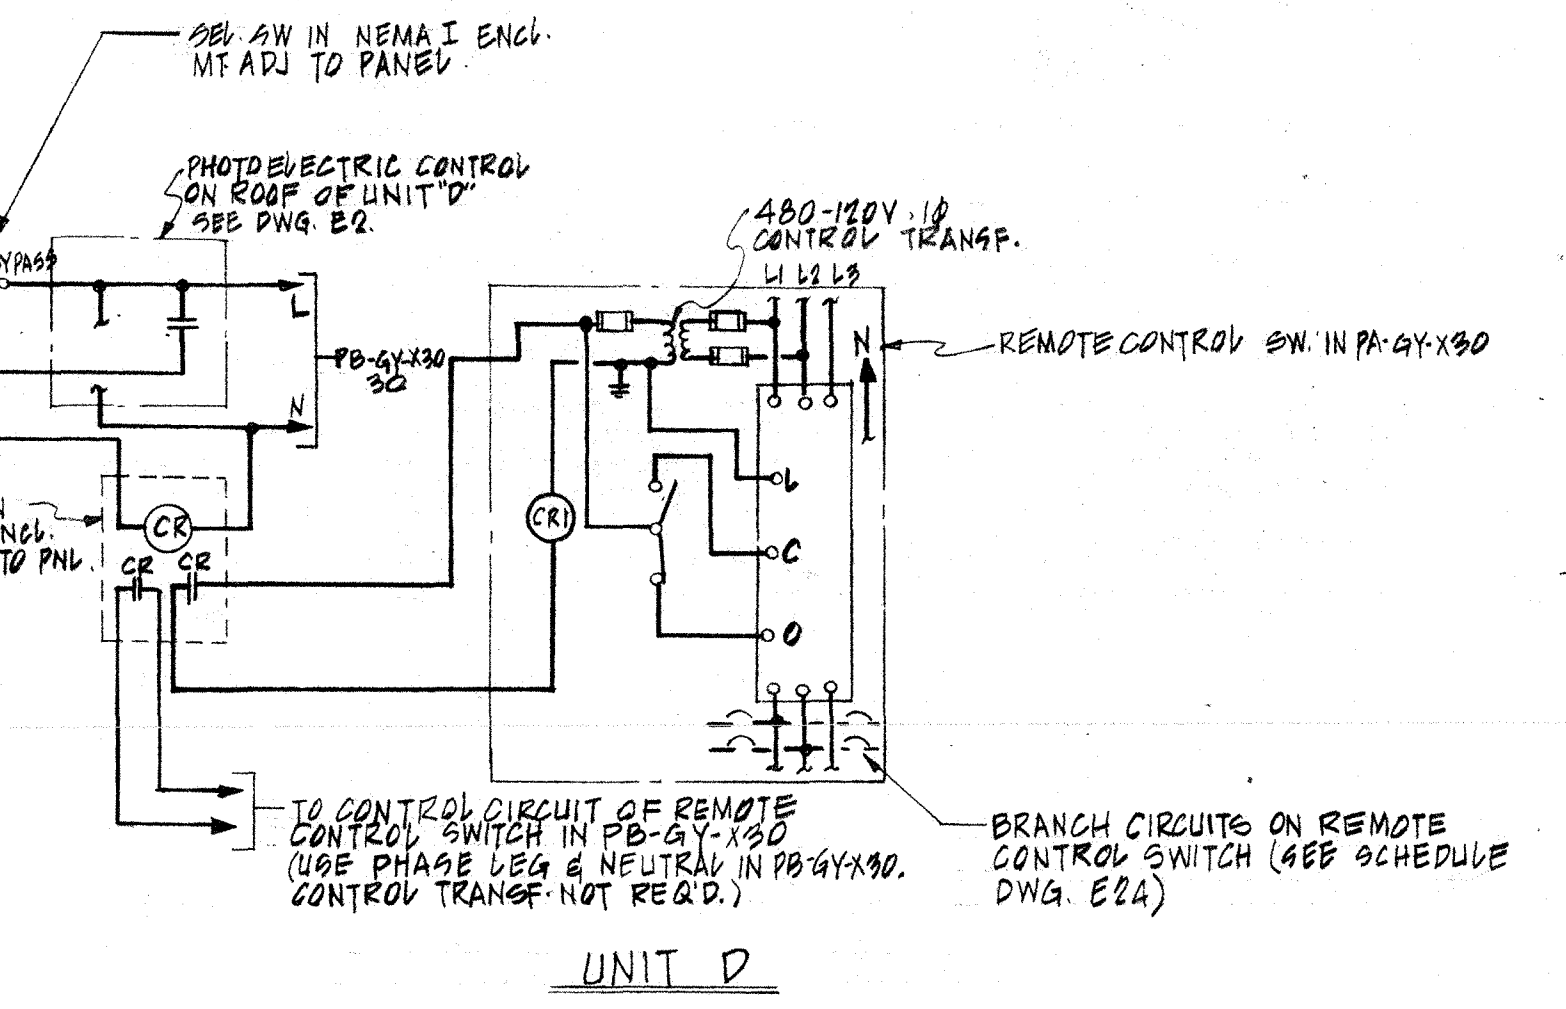 SEL. SW IN NEMA I ENCL.
MT ADJ TO PANEL.
PHOTOELECTRIC CONTROL
ON ROOF OF UNIT "D"
SEE DWG. E2.
YPASS
L
N
PB-GY-X30
30
480-120V. 1Ø
CONTROL TRANSF.
L1 L2 L3
N
REMOTE CONTROL SW. IN PA-GY-X30
N
NCL.
TO PNL.
CR
CR CR
CR1
L
C
O
TO CONTROL CIRCUIT OF REMOTE
CONTROL SWITCH IN PB-GY-X30
(USE PHASE LEG & NEUTRAL IN PB-GY-X30.
CONTROL TRANSF. NOT REQ'D.)
BRANCH CIRCUITS ON REMOTE
CONTROL SWITCH (SEE SCHEDULE
DWG. E24)
UNIT D